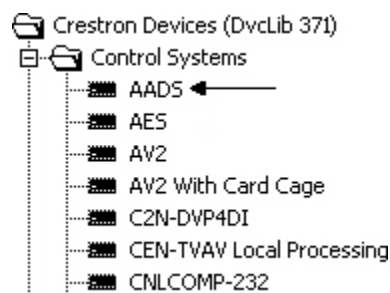 Crestron Devices (DvcLib 371)
Control Systems
AADS
AES
AV2
AV2 With Card Cage
C2N-DVP4DI
CEN-TVAV Local Processing
CNLCOMP-232